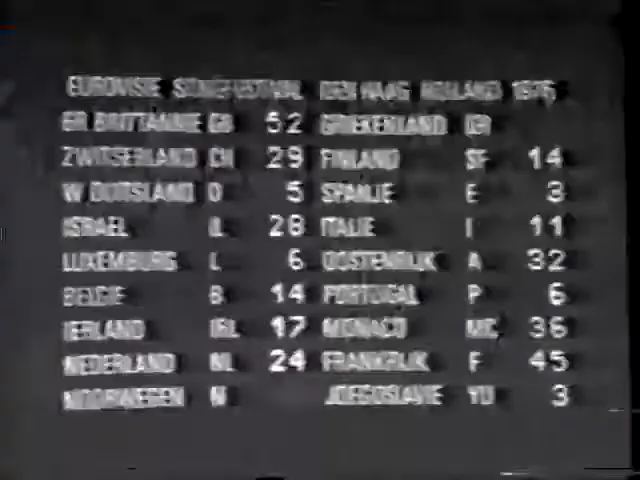 EUROVISIE SONGFESTIVAL DEN HAAG HOLLAND 1976
GR.BRITTANNIE GB 52 GRIEKENLAND GR
ZWITSERLAND CH 29 FINLAND SF 14
W DUITSLAND D 5 SPANJE E 3
ISRAEL IL 28 ITALIE I 11
LUXEMBURG L 6 OOSTENRIJK A 32
BELGIE B 14 PORTUGAL P 6
IERLAND IRL 17 MONACO MC 36
NEDERLAND NL 24 FRANKRIJK F 45
NOORWEGEN N JOEGOSLAVIE YU 3